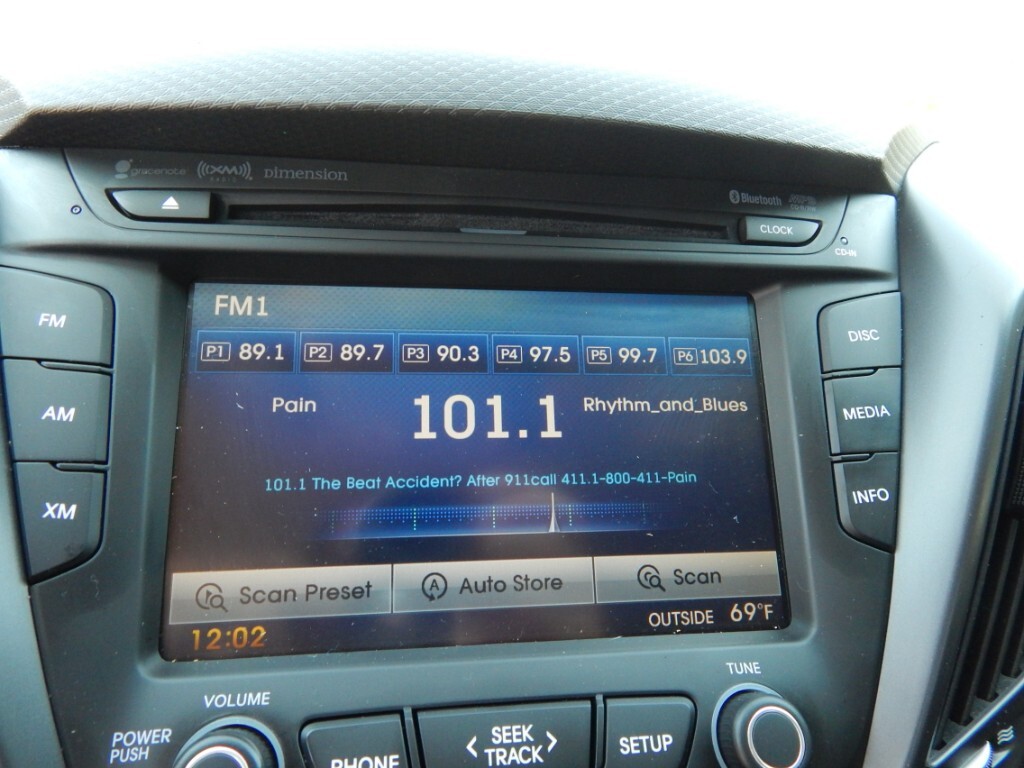 gracenote XM RADIO Dimension
Bluetooth
CLOCK
CD-IN
FM
AM
XM
DISC
MEDIA
INFO
FM1
P1 89.1 P2 89.7 P3 90.3 P4 97.5 P5 99.7 P6 103.9
Pain 101.1 Rhythm_and_Blues
101.1 The Beat Accident? After 911call 411.1-800-411-Pain
Scan Preset A Auto Store Scan
12:02 OUTSIDE 69°F
VOLUME
TUNE
POWER
PUSH
PHONE
< SEEK >
TRACK
SETUP